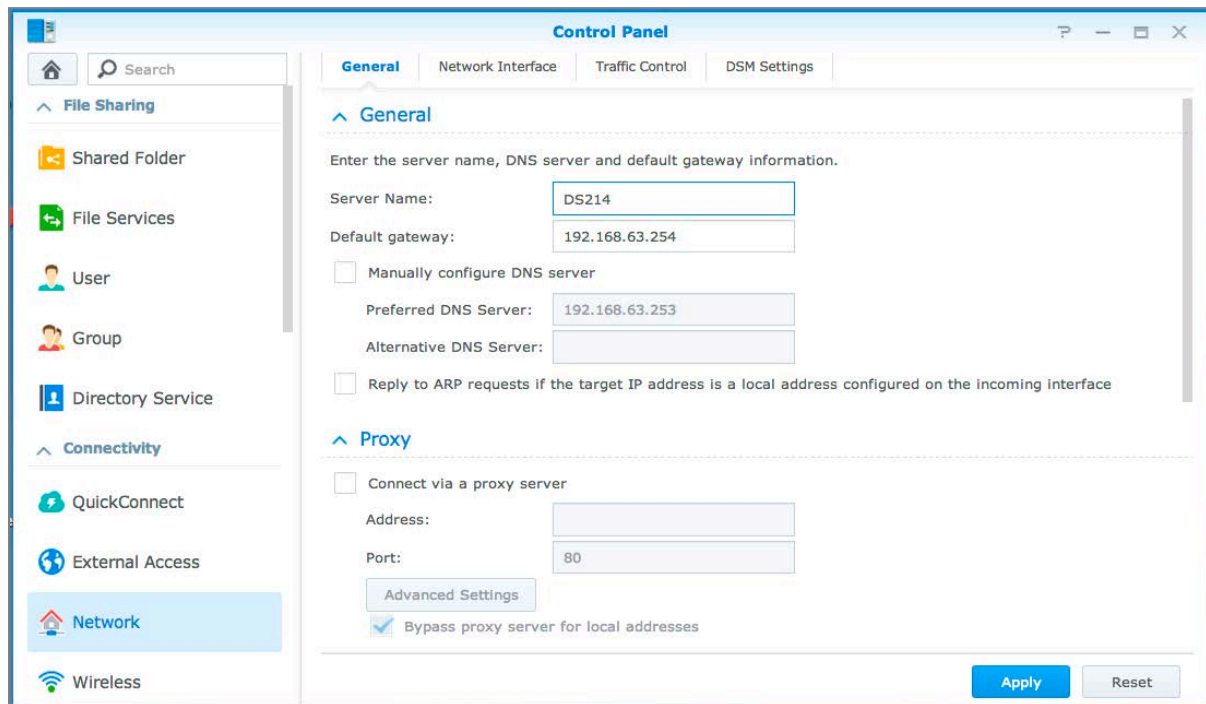 Control Panel
Search
General Network Interface Traffic Control DSM Settings
File Sharing
Shared Folder
File Services
User
Group
Directory Service
Connectivity
QuickConnect
External Access
Network
Wireless
General
Enter the server name, DNS server and default gateway information.
Server Name: DS214
Default gateway: 192.168.63.254
Manually configure DNS server
Preferred DNS Server: 192.168.63.253
Alternative DNS Server:
Reply to ARP requests if the target IP address is a local address configured on the incoming interface
Proxy
Connect via a proxy server
Address:
Port: 80
Advanced Settings
Bypass proxy server for local addresses
Apply Reset